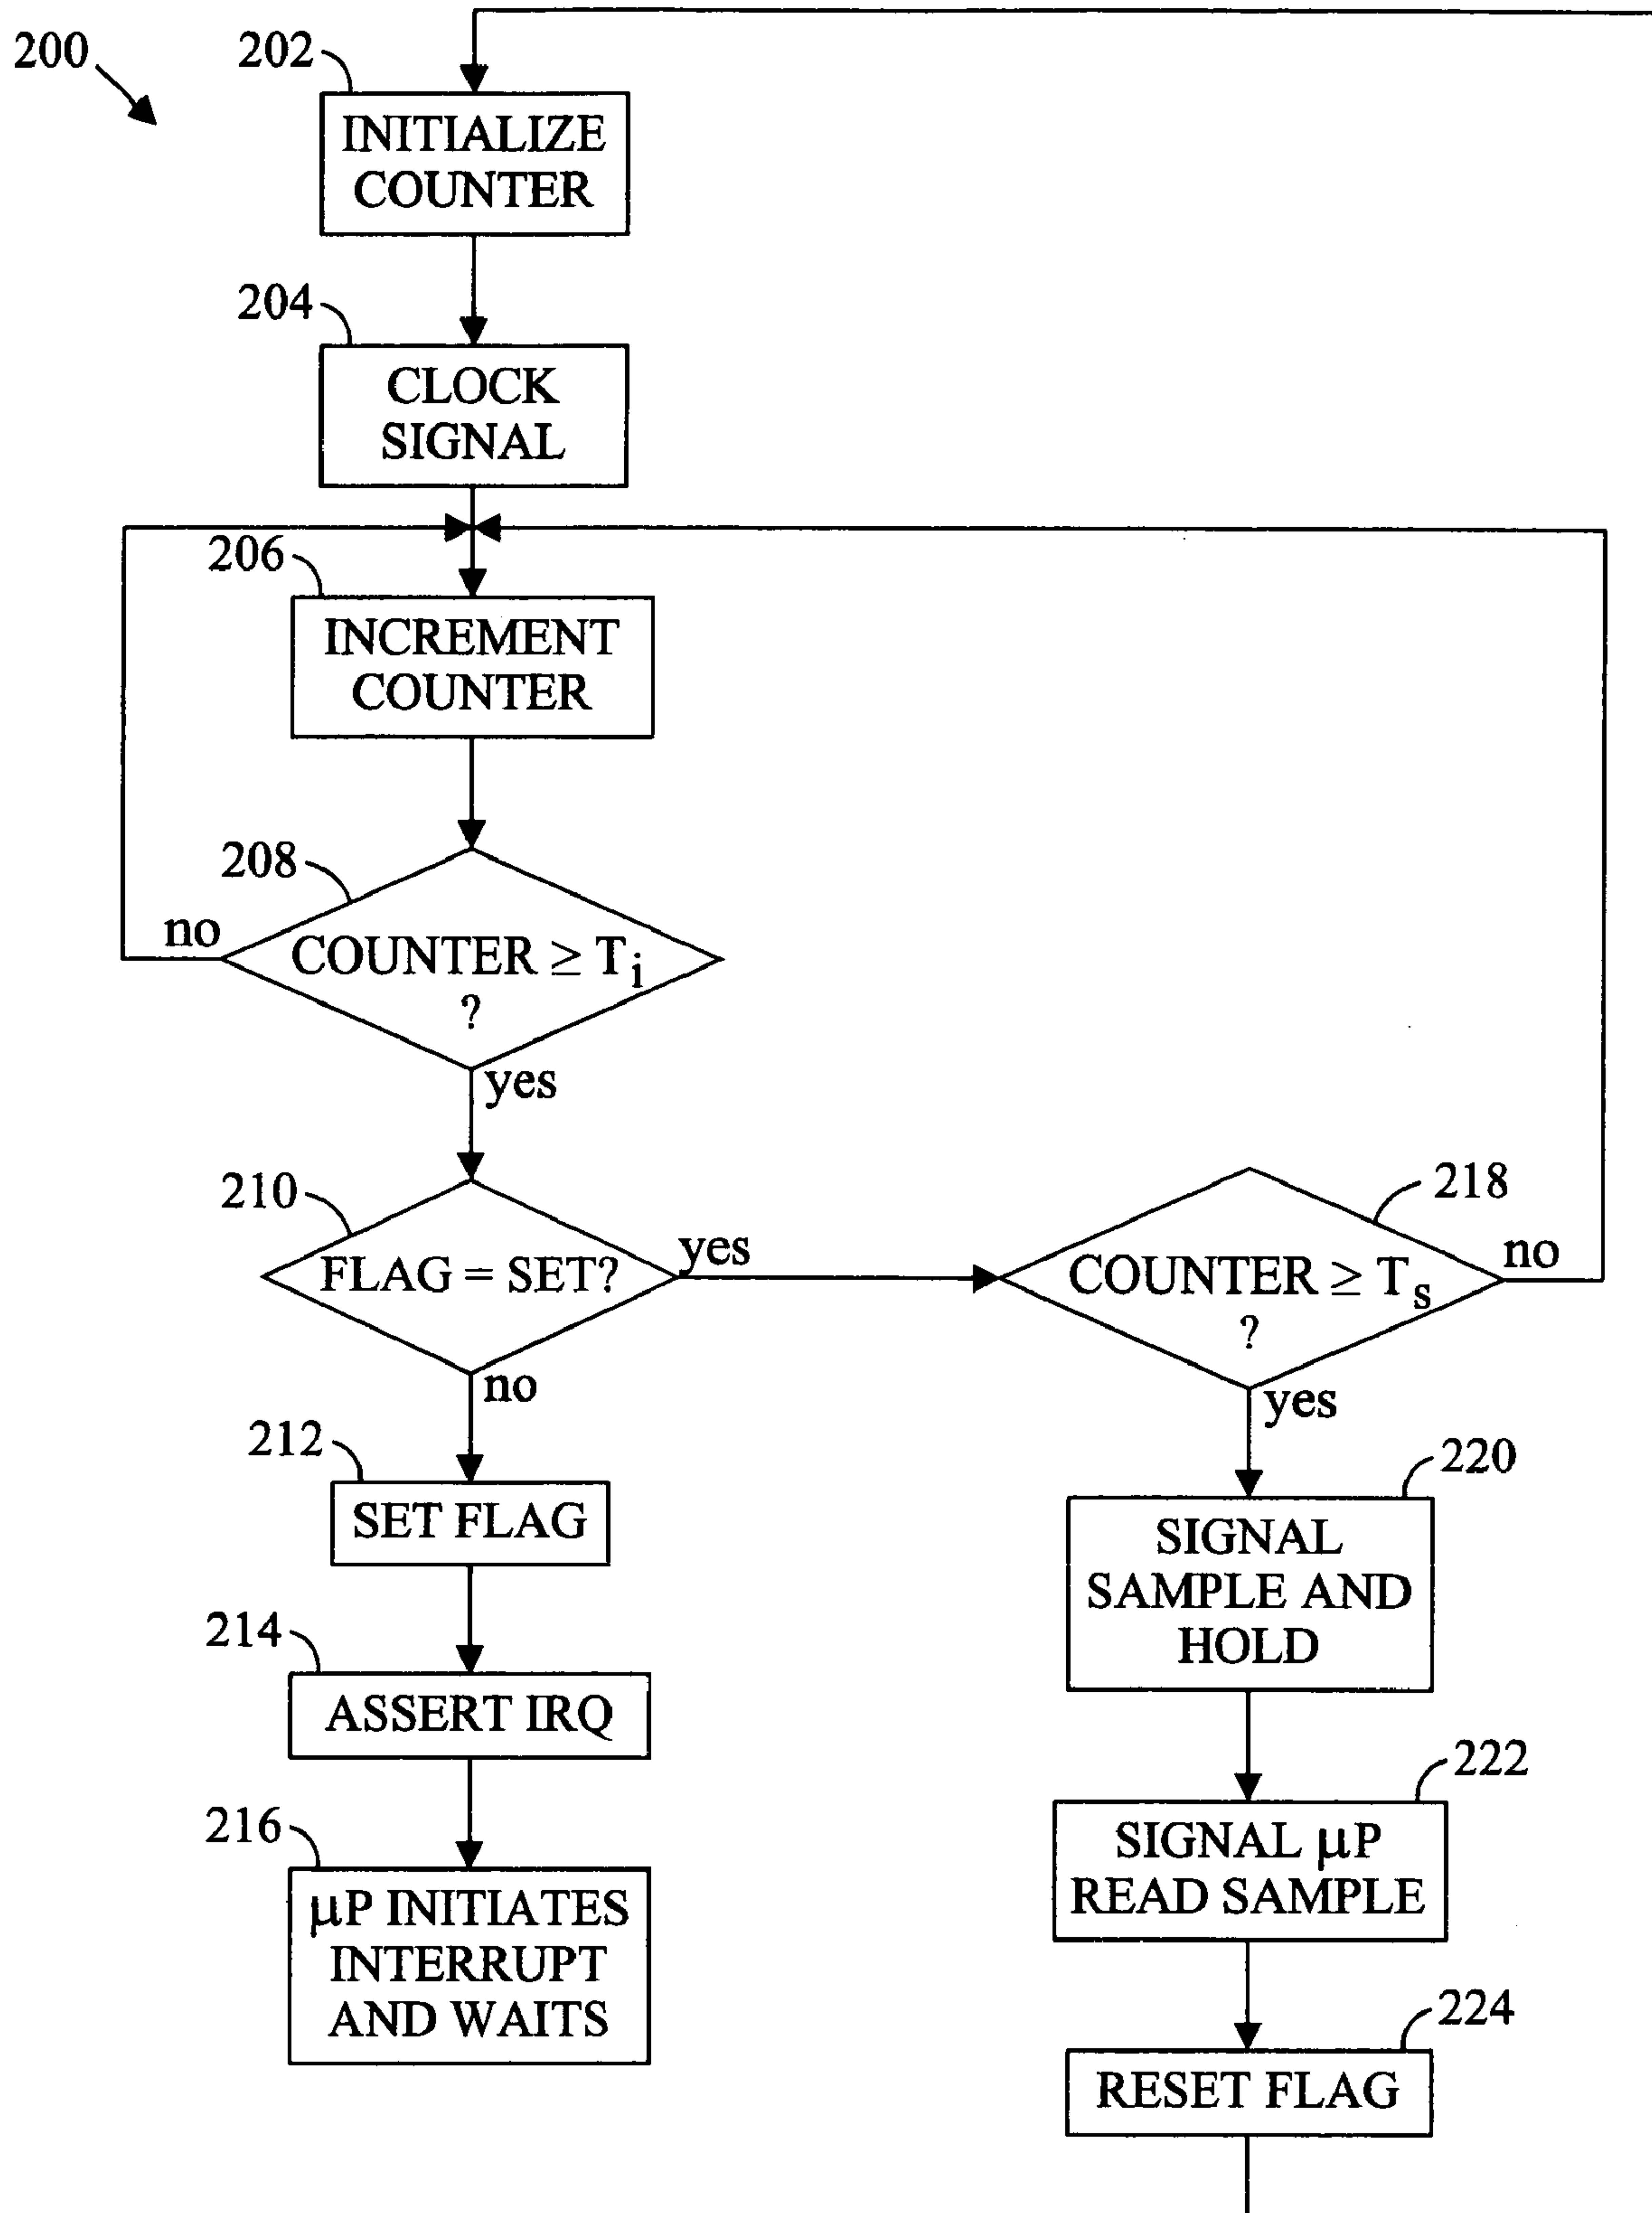 200
202
INITIALIZE
COUNTER
204
CLOCK
SIGNAL
206
INCREMENT
COUNTER
208
no
COUNTER ≥ Ti
?
yes
210
FLAG = SET?
yes
218
COUNTER ≥ Ts
?
no
yes
no
212
SET FLAG
214
ASSERT IRQ
216
µP INITIATES
INTERRUPT
AND WAITS
220
SIGNAL
SAMPLE AND
HOLD
222
SIGNAL µP
READ SAMPLE
224
RESET FLAG